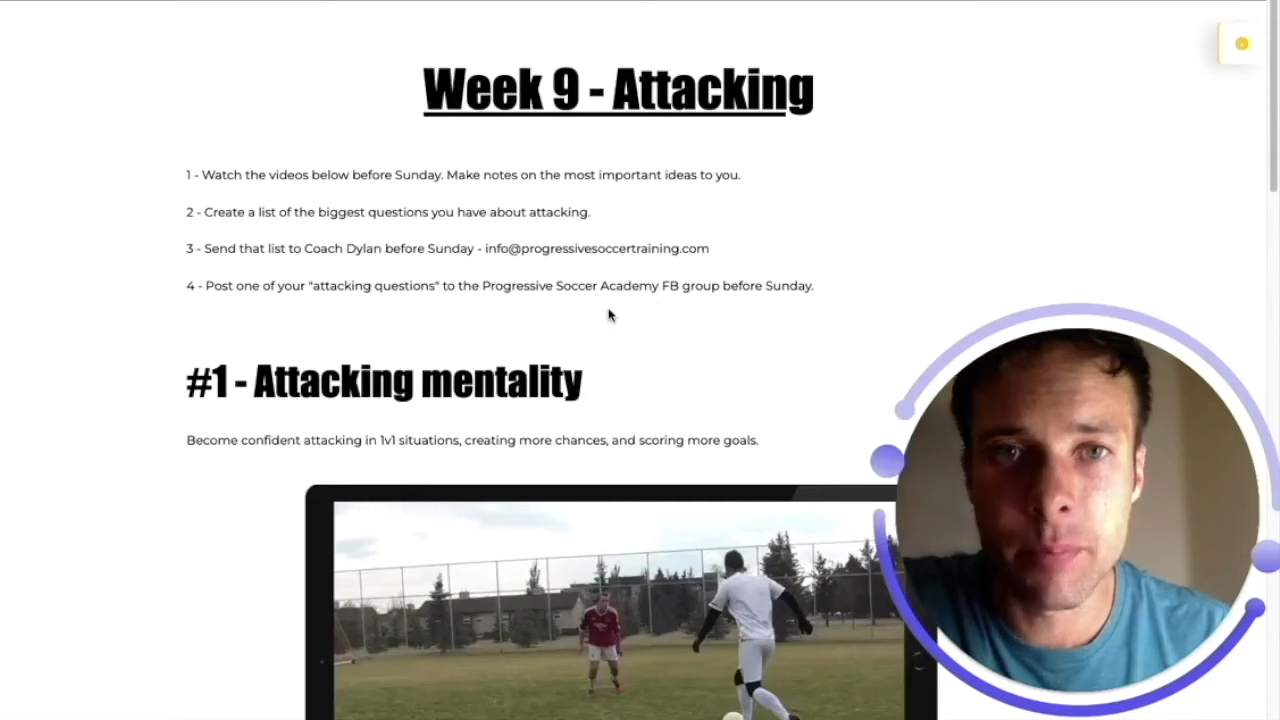 Week 9 - Attacking
1 - Watch the videos below before Sunday. Make notes on the most important ideas to you.
2 - Create a list of the biggest questions you have about attacking.
3 - Send that list to Coach Dylan before Sunday - info@progressivesoccertraining.com
4 - Post one of your "attacking questions" to the Progressive Soccer Academy FB group before Sunday.
#1 - Attacking mentality
Become confident attacking in 1v1 situations, creating more chances, and scoring more goals.